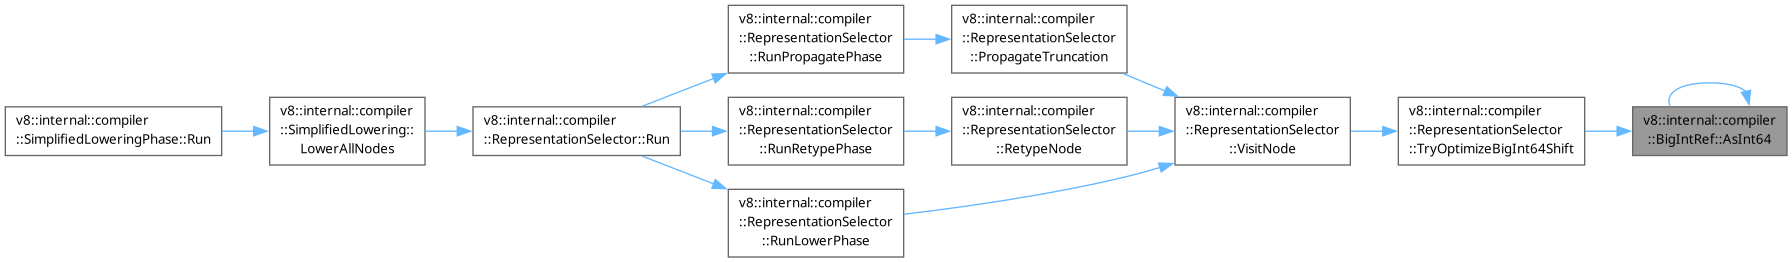 v8::internal::compiler
::SimplifiedLoweringPhase::Run
v8::internal::compiler
::SimplifiedLowering::
LowerAllNodes
v8::internal::compiler
::RepresentationSelector::Run
v8::internal::compiler
::RepresentationSelector
::RunPropagatePhase
v8::internal::compiler
::RepresentationSelector
::PropagateTruncation
v8::internal::compiler
::RepresentationSelector
::RunRetypePhase
v8::internal::compiler
::RepresentationSelector
::RetypeNode
v8::internal::compiler
::RepresentationSelector
::RunLowerPhase
v8::internal::compiler
::RepresentationSelector
::VisitNode
v8::internal::compiler
::RepresentationSelector
::TryOptimizeBigInt64Shift
v8::internal::compiler
::BigIntRef::AsInt64